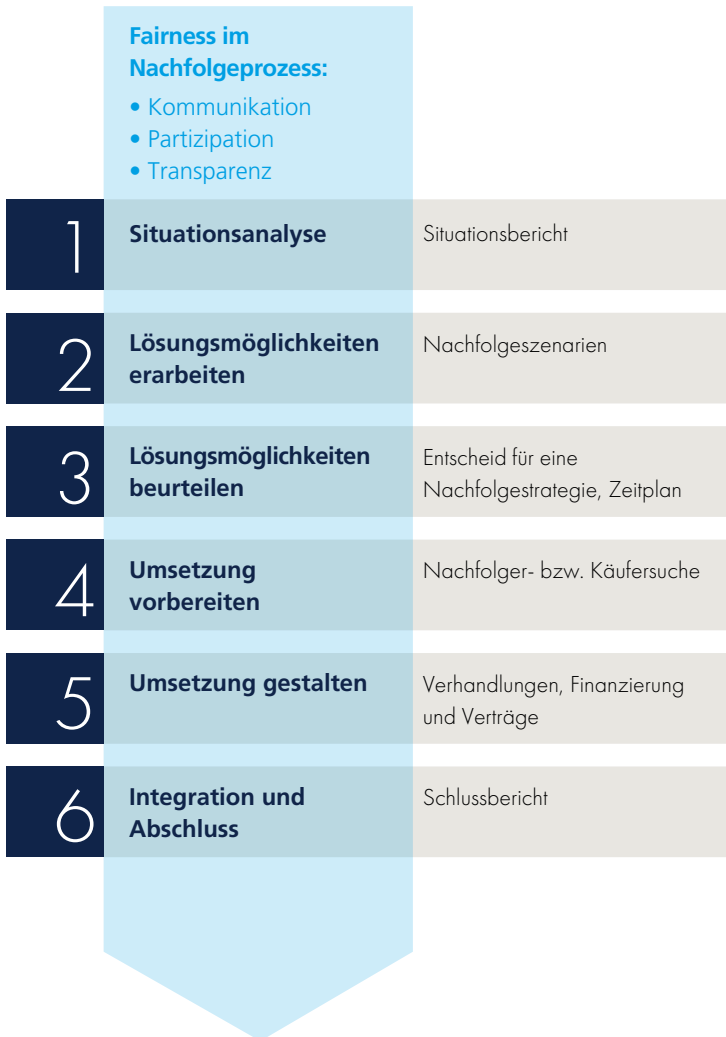 Fairness im
Nachfolgeprozess:
• Kommunikation
• Partizipation
• Transparenz
1
Situationsanalyse
Situationsbericht
2
Lösungsmöglichkeiten
erarbeiten
Nachfolgeszenarien
3
Lösungsmöglichkeiten
beurteilen
Entscheid für eine
Nachfolgestrategie, Zeitplan
4
Umsetzung
vorbereiten
Nachfolger- bzw. Käufersuche
5
Umsetzung gestalten
Verhandlungen, Finanzierung
und Verträge
6
Integration und
Abschluss
Schlussbericht